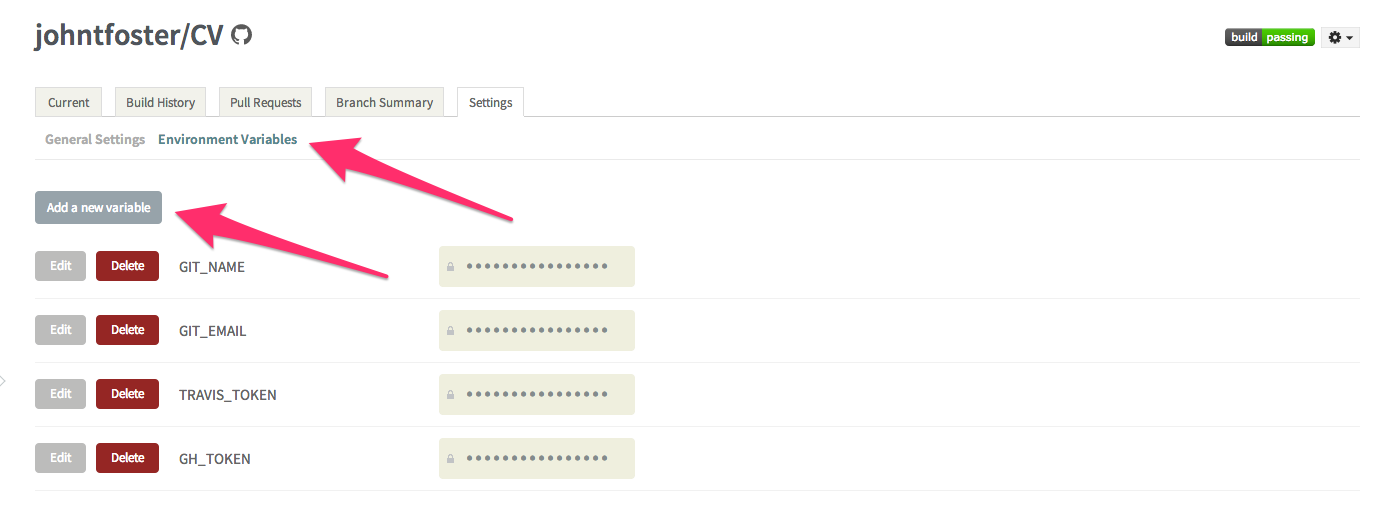 johntfoster/CV
build passing
Current Build History Pull Requests Branch Summary Settings
General Settings Environment Variables
Add a new variable
Edit Delete GIT_NAME ••••••••••••••••
Edit Delete GIT_EMAIL ••••••••••••••••
Edit Delete TRAVIS_TOKEN ••••••••••••••••
Edit Delete GH_TOKEN ••••••••••••••••